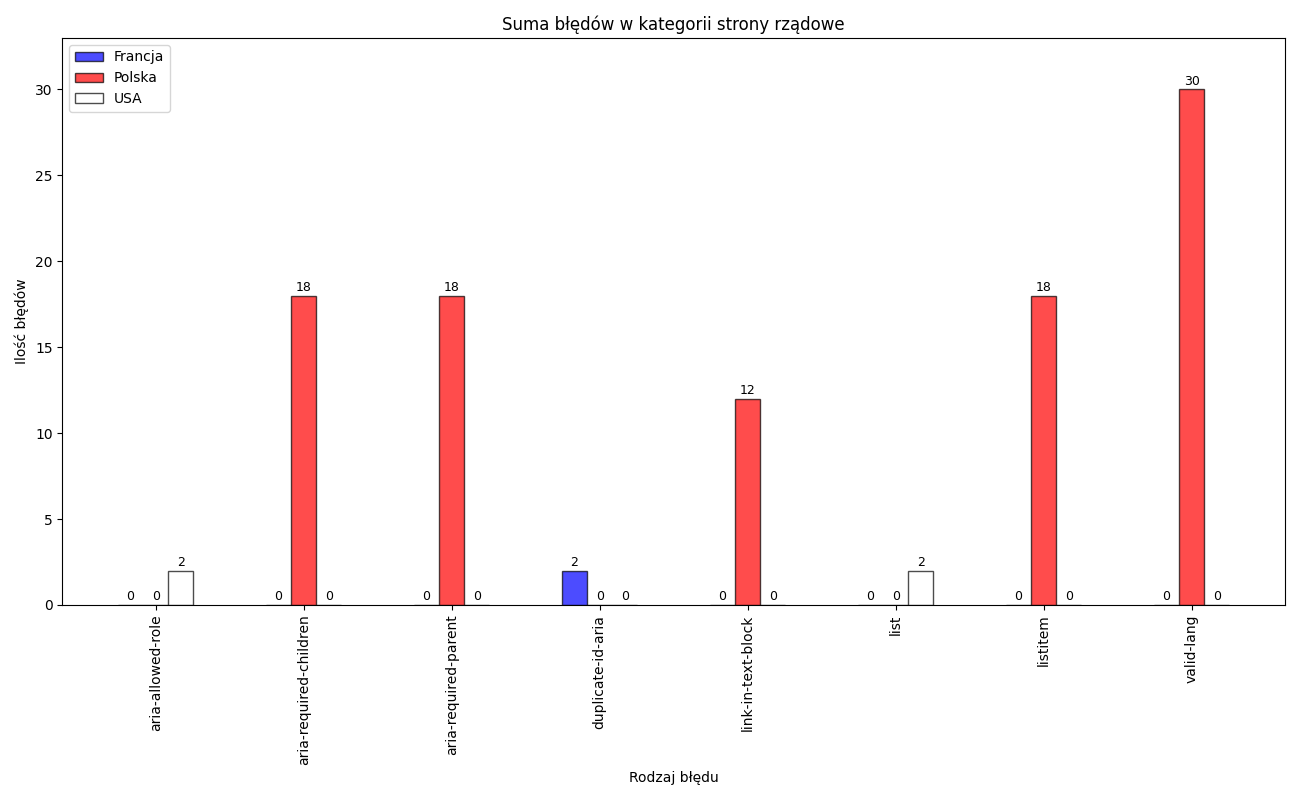 Suma błędów w kategorii strony rządowe
Francja
Polska
USA
Ilość błędów
30
25
20
15
10
5
0
0 0 2
0 18 0
0 18 0
2 0 0
0 12 0
0 0 2
0 18 0
0 30 0
aria-allowed-role
aria-required-children
aria-required-parent
duplicate-id-aria
link-in-text-block
list
listitem
valid-lang
Rodzaj błędu